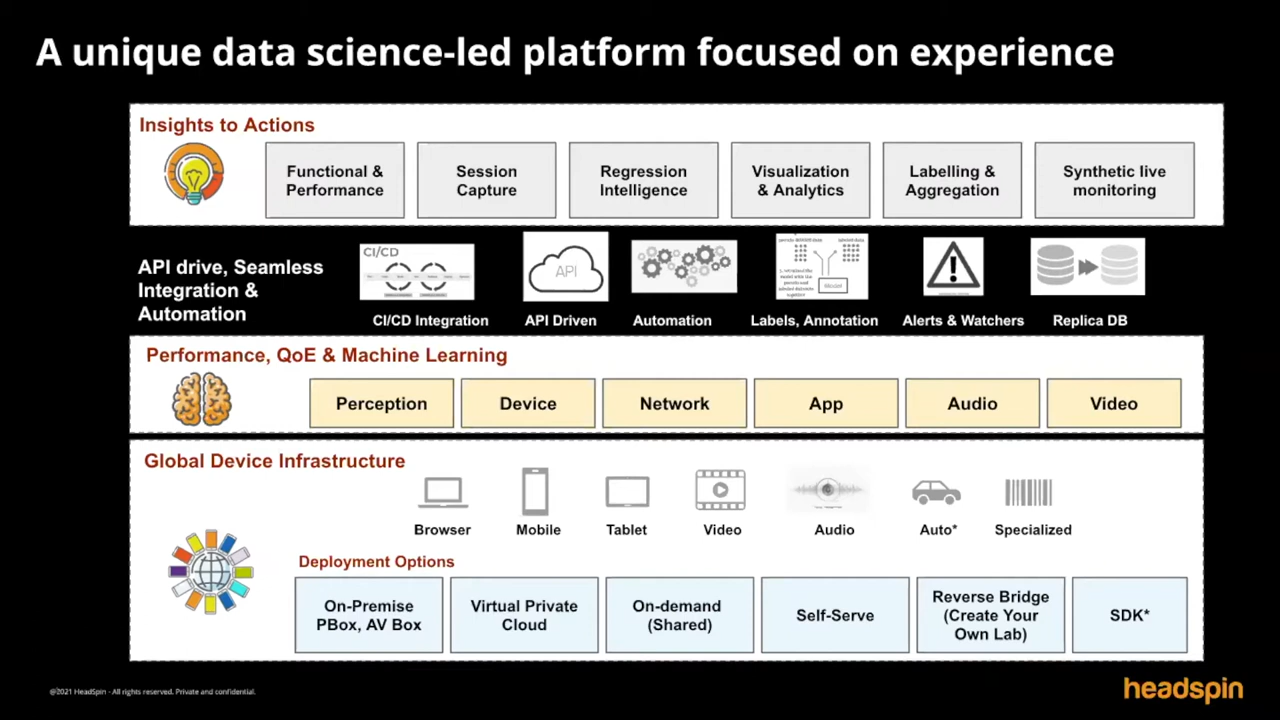 A unique data science-led platform focused on experience
Insights to Actions
Functional &
Performance
Session
Capture
Regression
Intelligence
Visualization
& Analytics
Labelling &
Aggregation
Synthetic live
monitoring
API drive, Seamless
Integration &
Automation
CI/CD
API
CI/CD Integration
API Driven
Automation
Labels, Annotation
Alerts & Watchers
Replica DB
Performance, QoE & Machine Learning
Perception
Device
Network
App
Audio
Video
Global Device Infrastructure
Browser
Mobile
Tablet
Video
Audio
Auto*
Specialized
Deployment Options
On-Premise
PBox, AV Box
Virtual Private
Cloud
On-demand
(Shared)
Self-Serve
Reverse Bridge
(Create Your
Own Lab)
SDK*
@2021 HeadSpin - All rights reserved. Private and confidential.
headspin